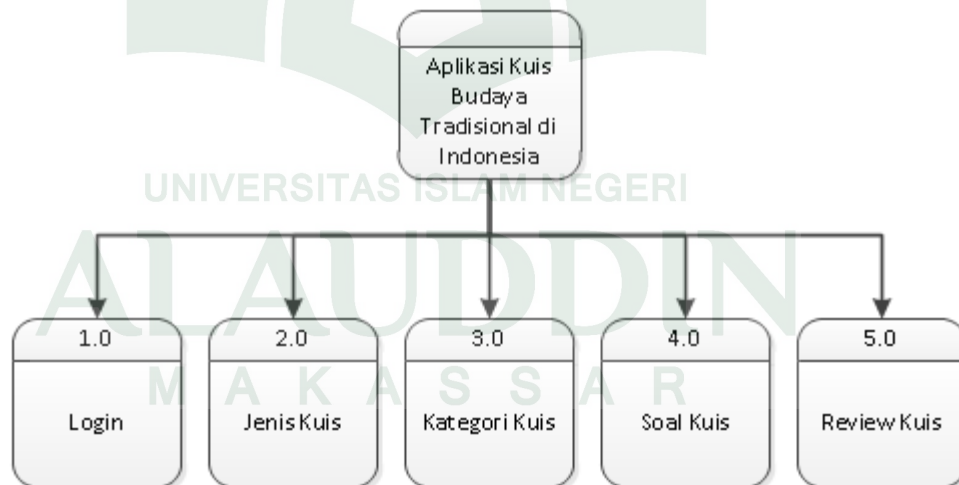 Aplikasi Kuis
Budaya
Tradisional di
Indonesia
UNIVERSITAS ISLAM NEGERI
ALAUDDIN
MAKASSAR
1.0
Login
2.0
Jenis Kuis
3.0
Kategori Kuis
4.0
Soal Kuis
5.0
Review Kuis